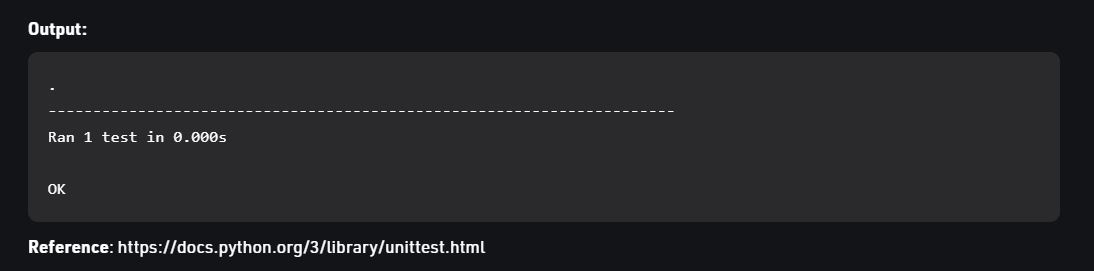 Output:
.
----------------------------------------------------------------------
Ran 1 test in 0.000s
OK
Reference: https://docs.python.org/3/library/unittest.html